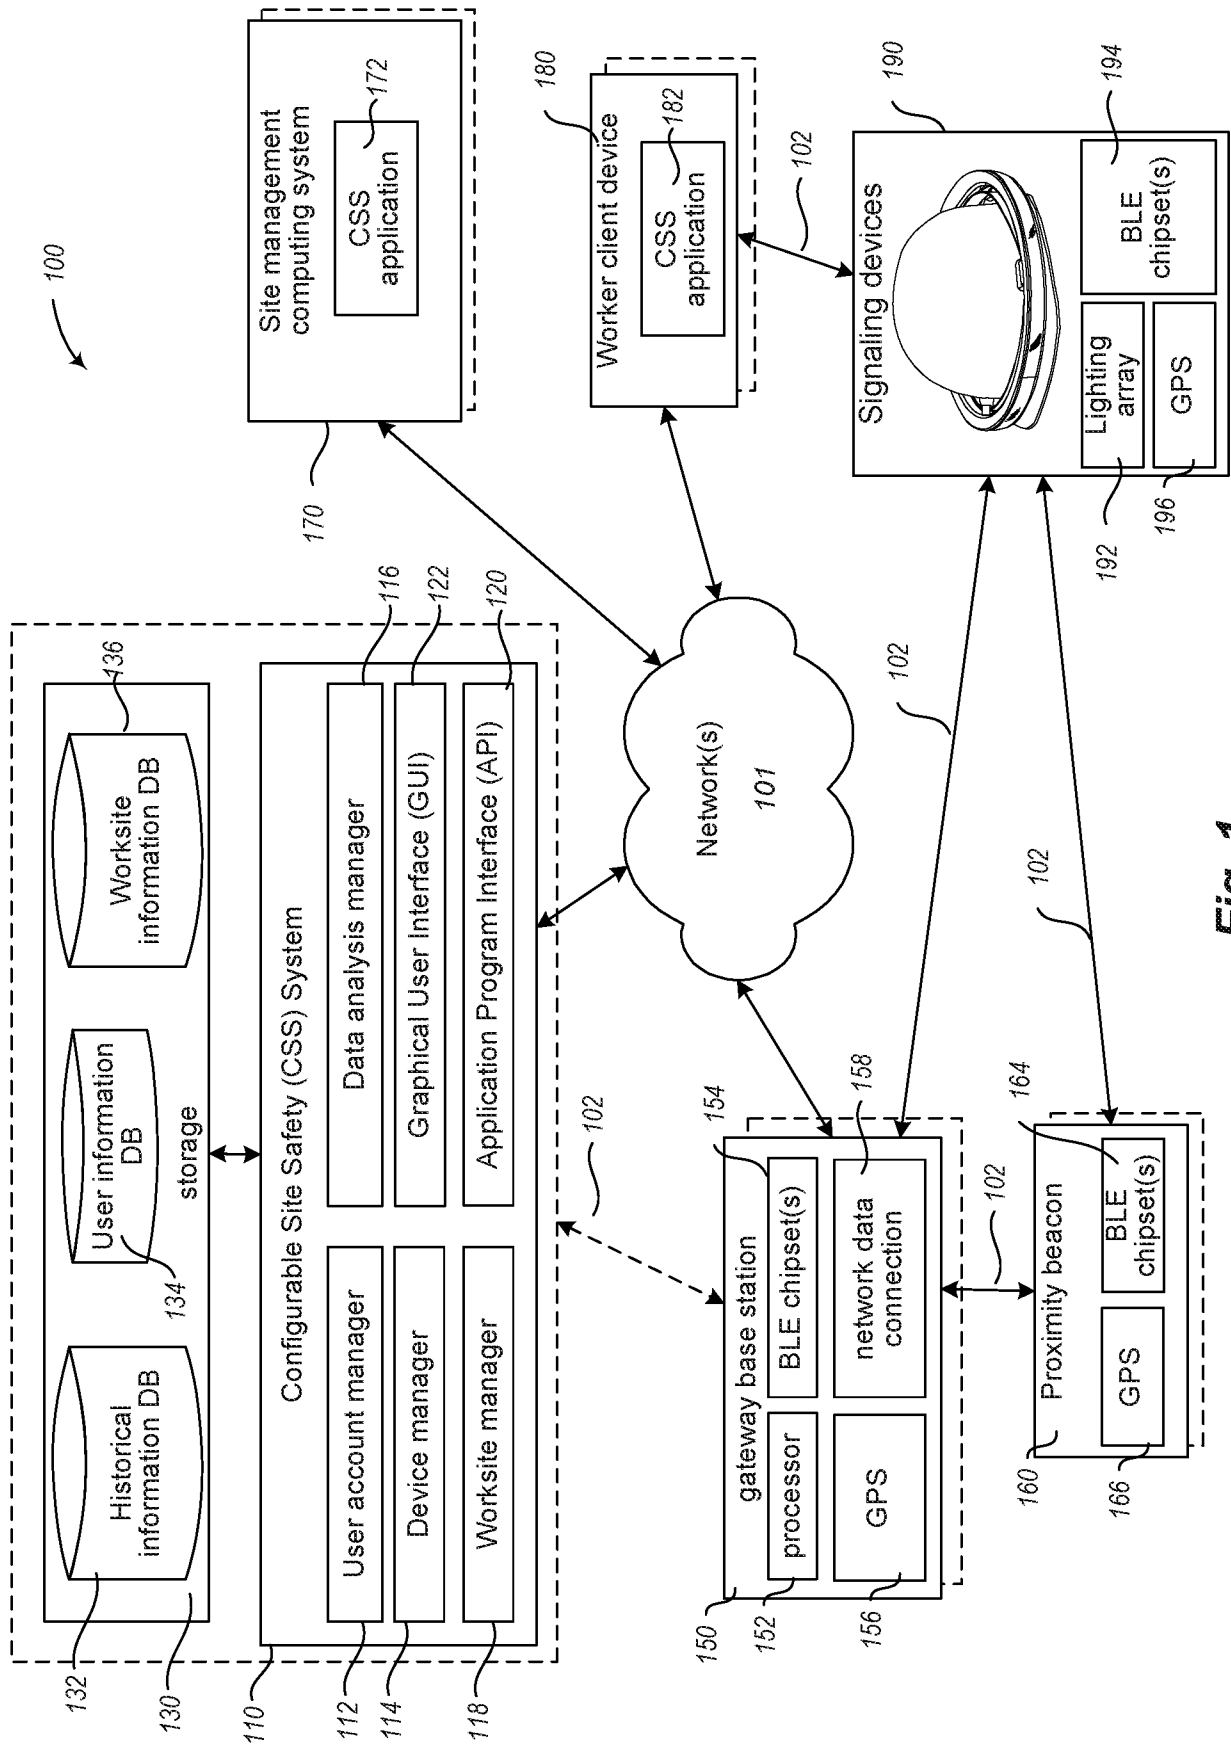 100
Historical
information DB
User information
DB
Worksite
information DB
132
134
136
storage
130
Configurable Site Safety (CSS) System
110
User account manager
Data analysis manager
112
116
Device manager
Graphical User Interface (GUI)
114
122
Worksite manager
Application Program Interface (API)
118
120
Site management
computing system
CSS
application
172
170
Worker client device
180
CSS
application
182
102
Network(s)
101
102
gateway base station
150
processor
152
BLE chipset(s)
154
GPS
156
network data
connection
158
102
102
102
Proximity beacon
160
GPS
166
BLE
chipset(s)
164
Signaling devices
190
Lighting
array
192
BLE
chipset(s)
194
GPS
196
Fig. 1